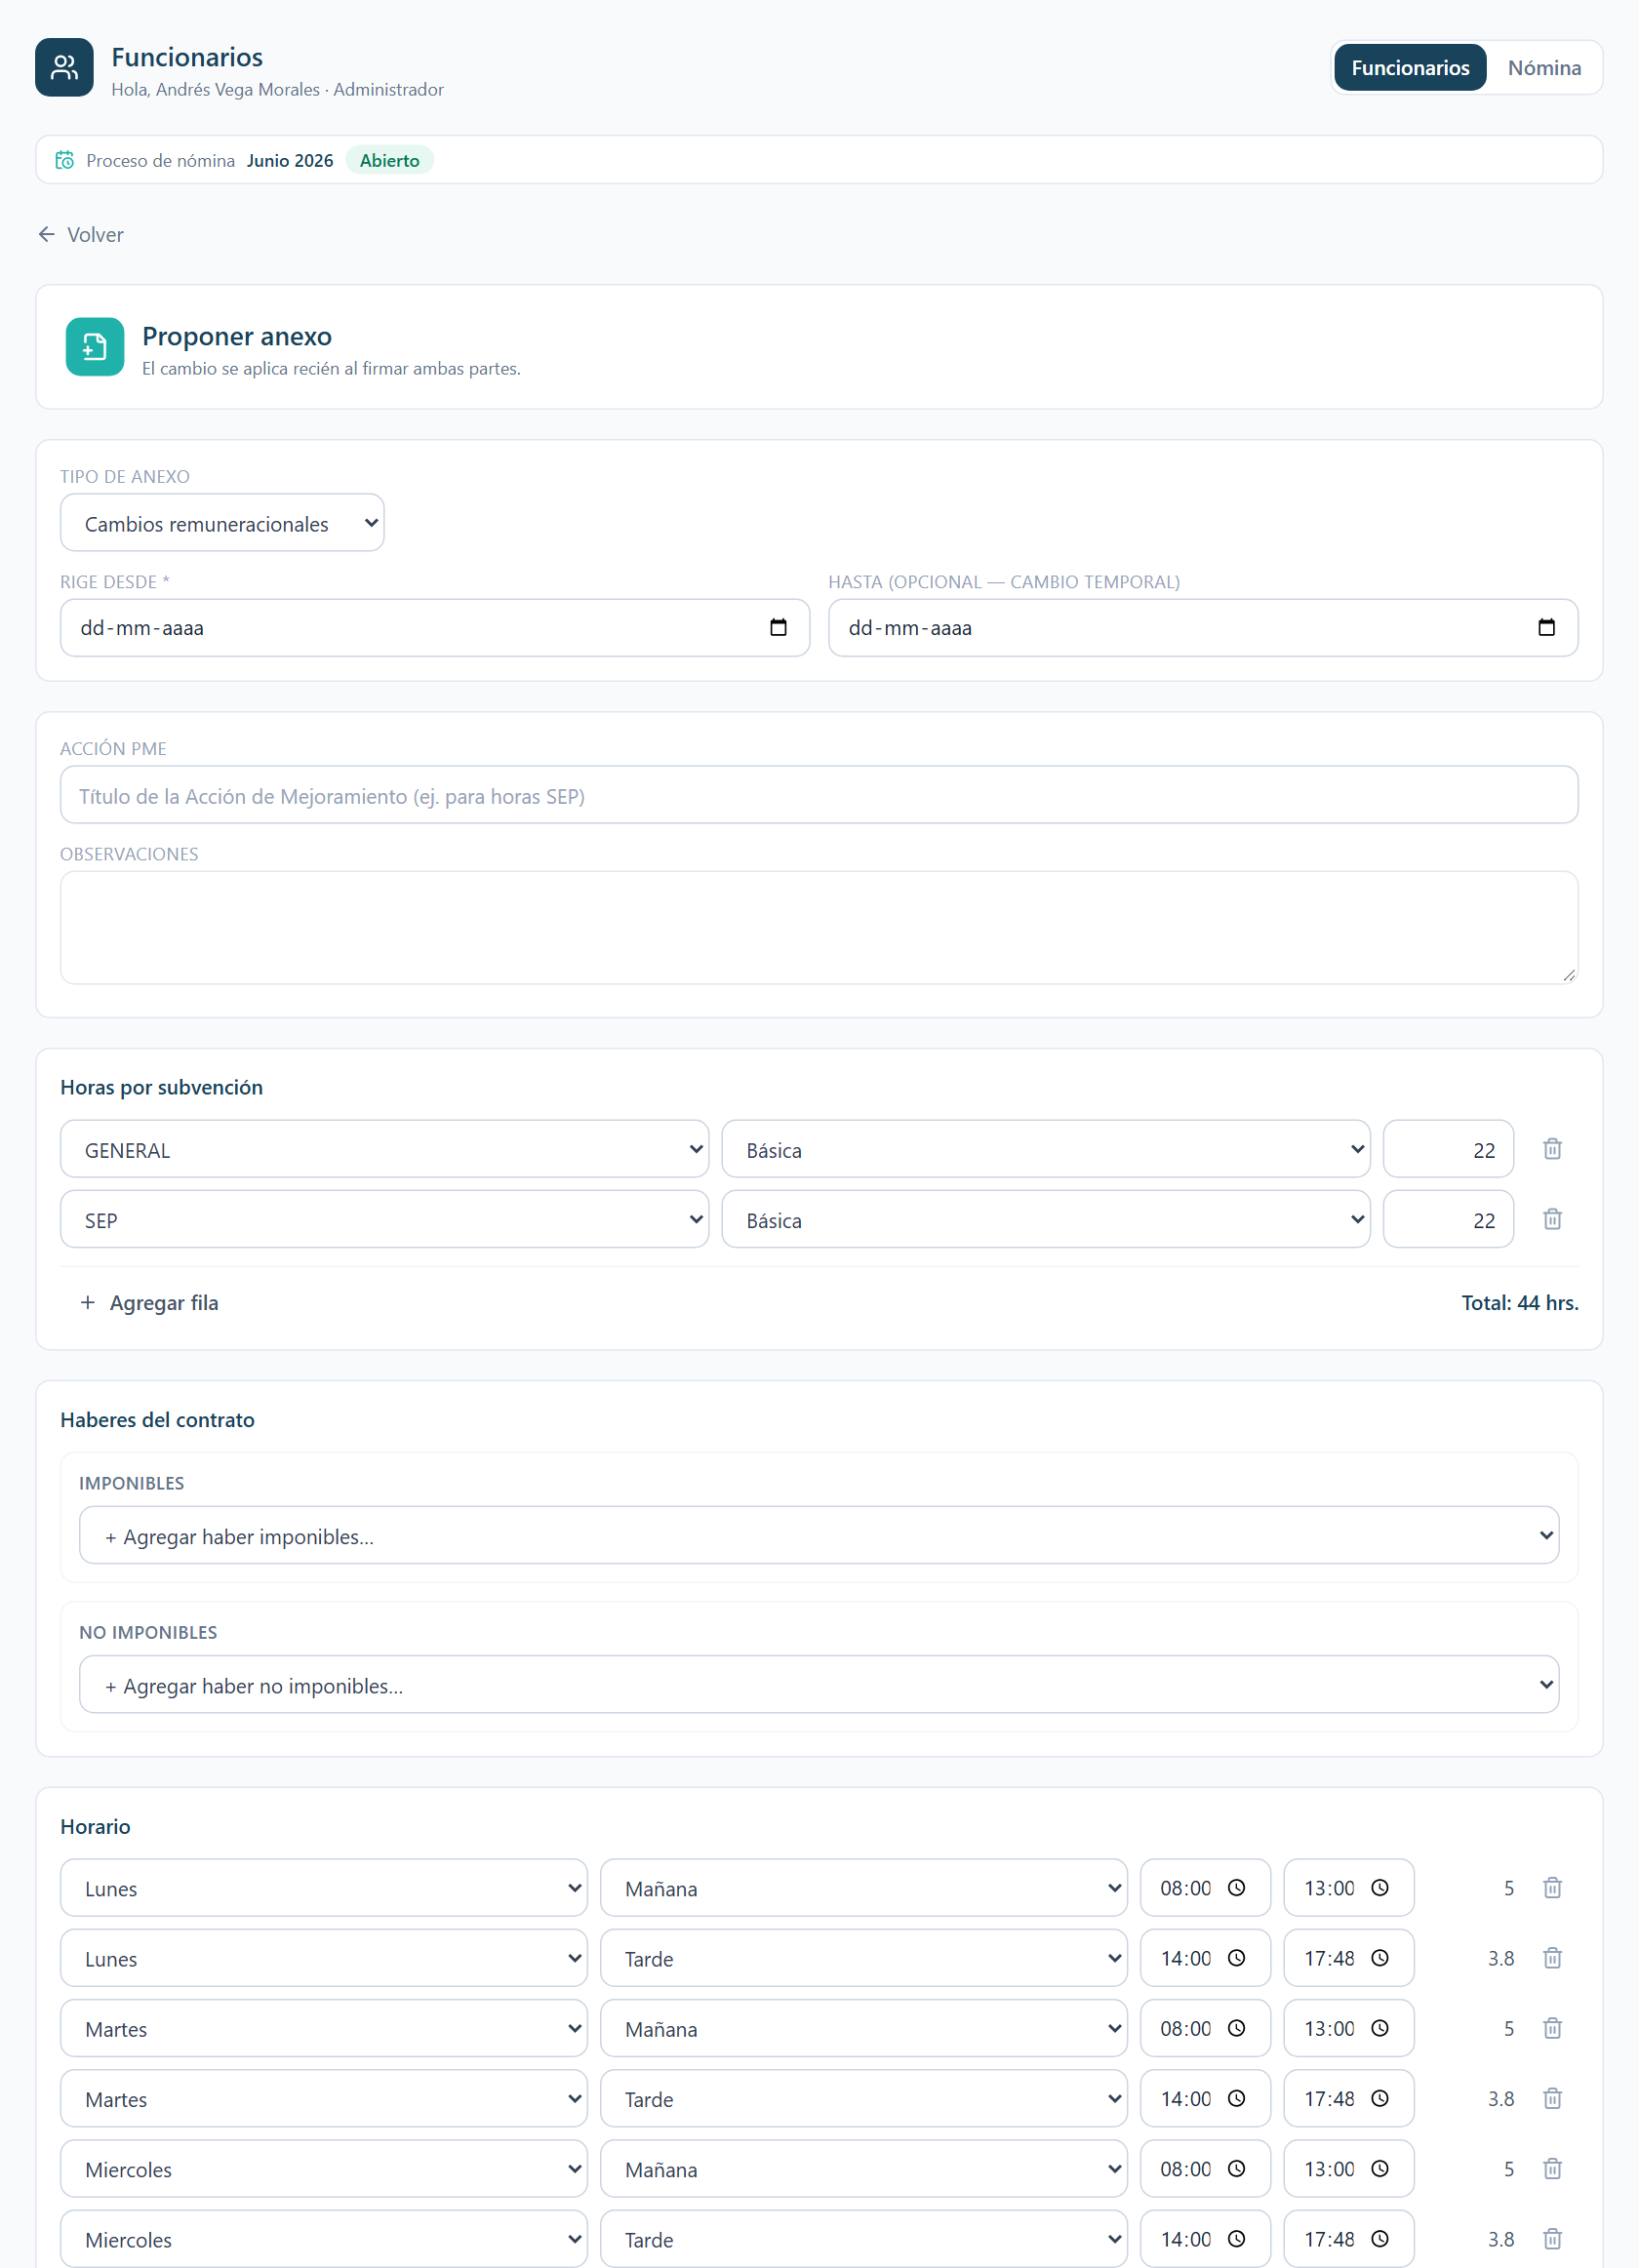 Funcionarios
Hola, Andrés Vega Morales · Administrador
Funcionarios Nómina
Proceso de nómina Junio 2026 Abierto
Volver
Proponer anexo
El cambio se aplica recién al firmar ambas partes.
TIPO DE ANEXO
Cambios remuneracionales
RIGE DESDE * HASTA (OPCIONAL — CAMBIO TEMPORAL)
dd-mm-aaaa dd-mm-aaaa
ACCIÓN PME
Título de la Acción de Mejoramiento (ej. para horas SEP)
OBSERVACIONES
Horas por subvención
GENERAL Básica 22
SEP Básica 22
+ Agregar fila Total: 44 hrs.
Haberes del contrato
IMPONIBLES
+ Agregar haber imponibles...
NO IMPONIBLES
+ Agregar haber no imponibles...
Horario
Lunes Mañana 08:00 13:00 5
Lunes Tarde 14:00 17:48 3.8
Martes Mañana 08:00 13:00 5
Martes Tarde 14:00 17:48 3.8
Miercoles Mañana 08:00 13:00 5
Miercoles Tarde 14:00 17:48 3.8